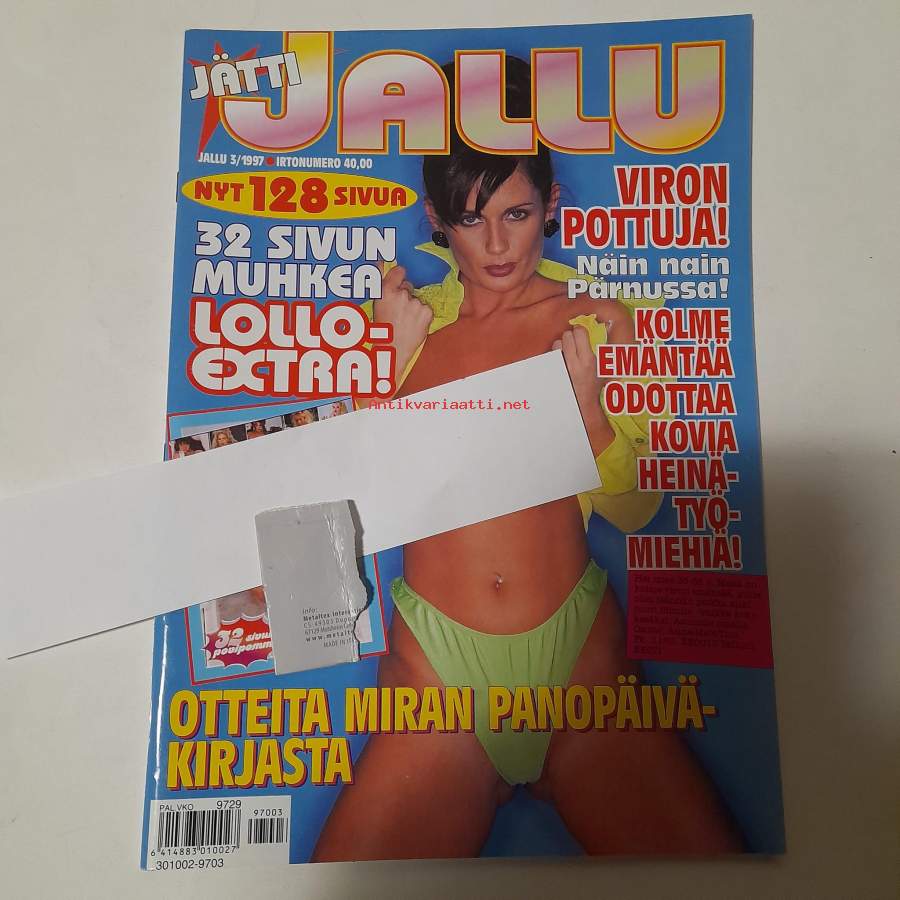 JÄTTI
JALLU
JALLU 3/1997 • IRTONUMERO 40,00
NYT 128 SIVUA
32 SIVUN
MUHKEA
LOLLO-
EXTRA!
VIRON
POTTUJA!
Näin nain
Pärnussa!
KOLME
EMÄNTÄÄ
ODOTTAA
KOVIA
HEINÄ-
TYÖ-
MIEHIÄ!
Antikvariaatti.net
info:
MADE IN
32 sivu
OTTEITA MIRAN PANOPÄIVÄ-
KIRJASTA
PAL.VKO 9729
97003
6 414883 010027
301002-9703